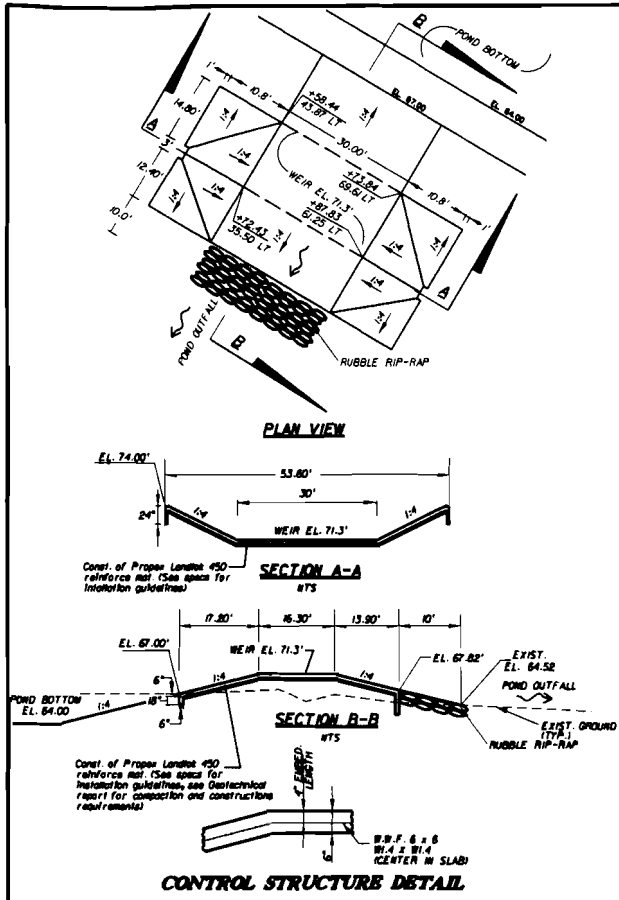 B
POND BOTTOM
EL. 67.00
EL. 64.00
1'
10.8'
14.80'
+58.44
43.87 LT
1:4
30.00'
A
3'
12.40'
10.0'
1:4
1:4
1:4
1:4
WEIR EL. 71.3'
+73.84
69.61 LT
10.8'
1'
+87.83
61.25 LT
+72.43
35.50 LT
1:4
1:4
1:4
1:4
1:4
A
POND OUTFALL
B
RUBBLE RIP-RAP
PLAN VIEW
EL. 74.00'
53.60'
30'
24"
1:4
1:4
WEIR EL. 71.3'
Const. of Propex Landlok 450
reinforce mat. (See specs for
intallation guidelines)
SECTION A-A
NTS
17.20'
16.30'
13.90'
10'
EL. 67.00'
WEIR EL. 71.3'
EL. 67.82'
EXIST.
EL. 64.52
6"
1:4
1:4
POND OUTFALL
POND BOTTOM
EL. 64.00
1:4
18"
6"
SECTION B-B
NTS
EXIST. GROUND
(TYP.)
RUBBLE RIP-RAP
Const. of Propex Landlok 450
reinforce mat. (See specs for
installation guidelines, see Geotechnical
report for compaction and constructions
requirements)
4" EMBED.
LENGTH
6"
W.W.F. 6 x 6
W1.4 x W1.4
(CENTER IN SLAB)
CONTROL STRUCTURE DETAIL